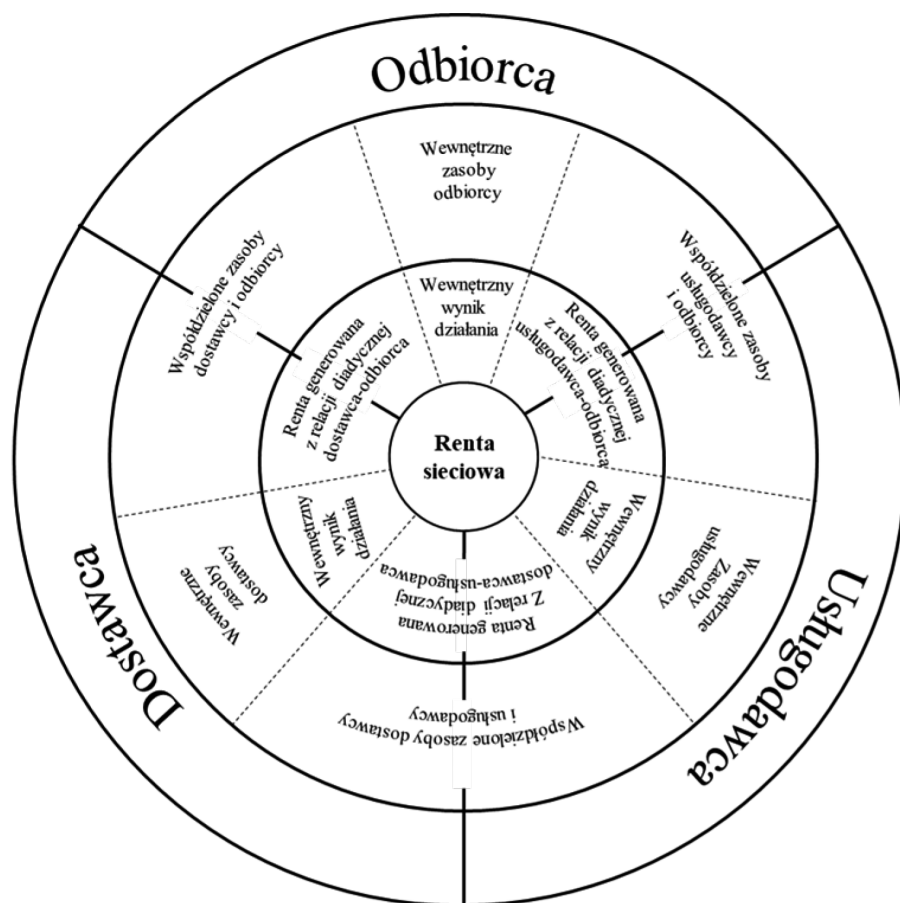 Odbiorca
Wewnętrzne
zasoby
odbiorcy
Współdzielone zasoby
dostawcy i odbiorcy
Współdzielone zasoby
usługodawcy
i odbiorcy
Wewnętrzny
wynik
działania
Renta generowana
z relacji diadycznej
dostawca-odbiorca
Renta generowana
z relacji diadycznej
usługodawca-odbiorca
Renta
sieciowa
Wewnętrzny
wynik
działania
Wewnętrzny
wynik
działania
Wewnętrzne
zasoby
dostawcy
Wewnętrzne
Zasoby
usługodawcy
Renta generowana
Z relacji diadycznej
dostawca-usługodawca
Współdzielone zasoby dostawcy
i usługodawcy
Dostawca
Usługodawca